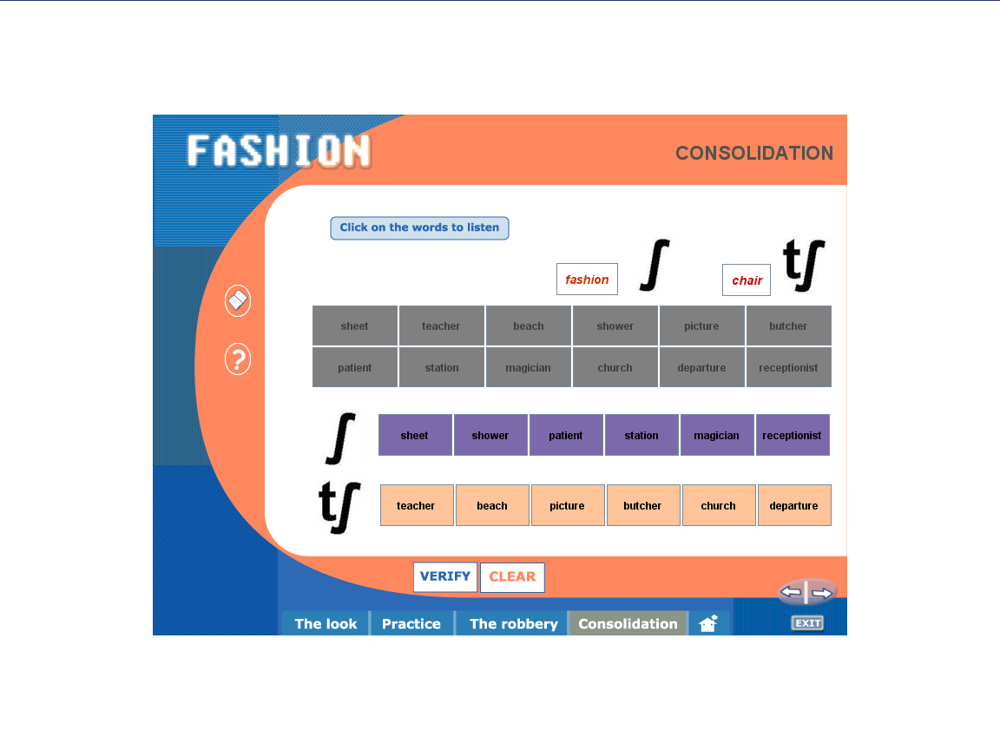 FASHION
CONSOLIDATION
Click on the words to listen
fashion ʃ chair tʃ
sheet teacher beach shower picture butcher
patient station magician church departure receptionist
ʃ sheet shower patient station magician receptionist
tʃ teacher beach picture butcher church departure
?
VERIFY CLEAR
The look Practice The robbery Consolidation EXIT